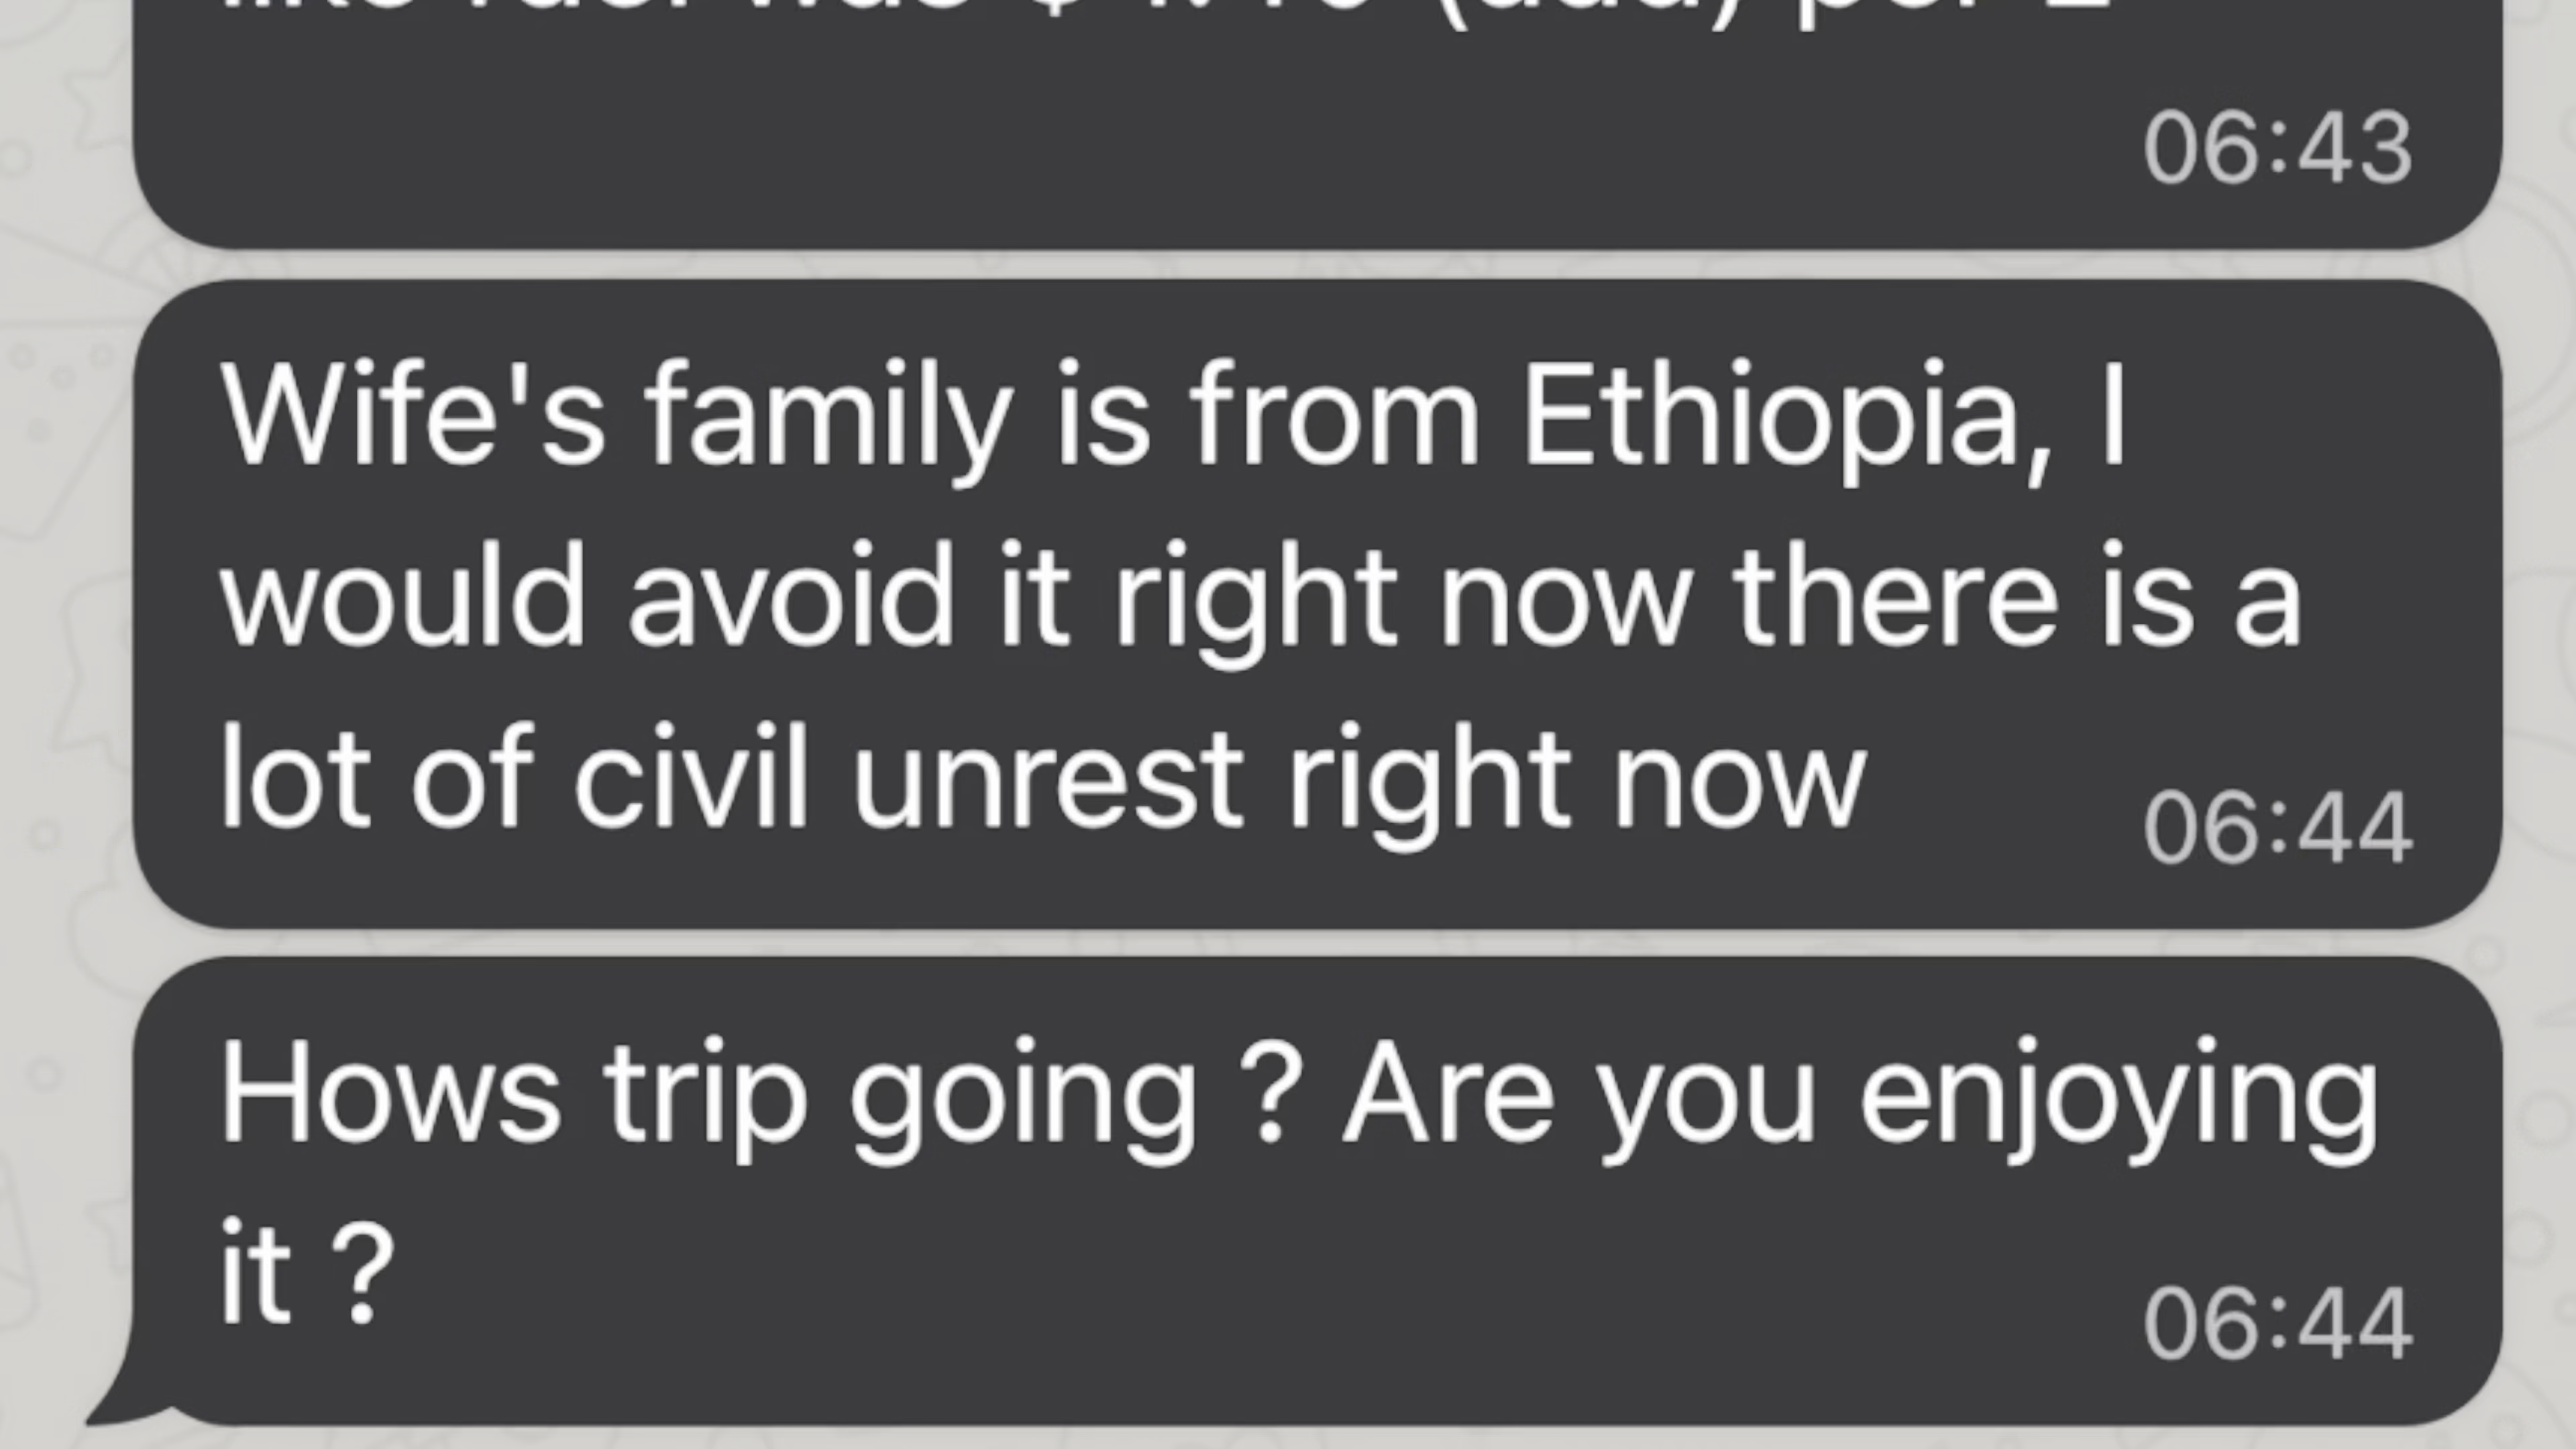 06:43
Wife's family is from Ethiopia, I
would avoid it right now there is a
lot of civil unrest right now
06:44
Hows trip going ? Are you enjoying
it ?
06:44